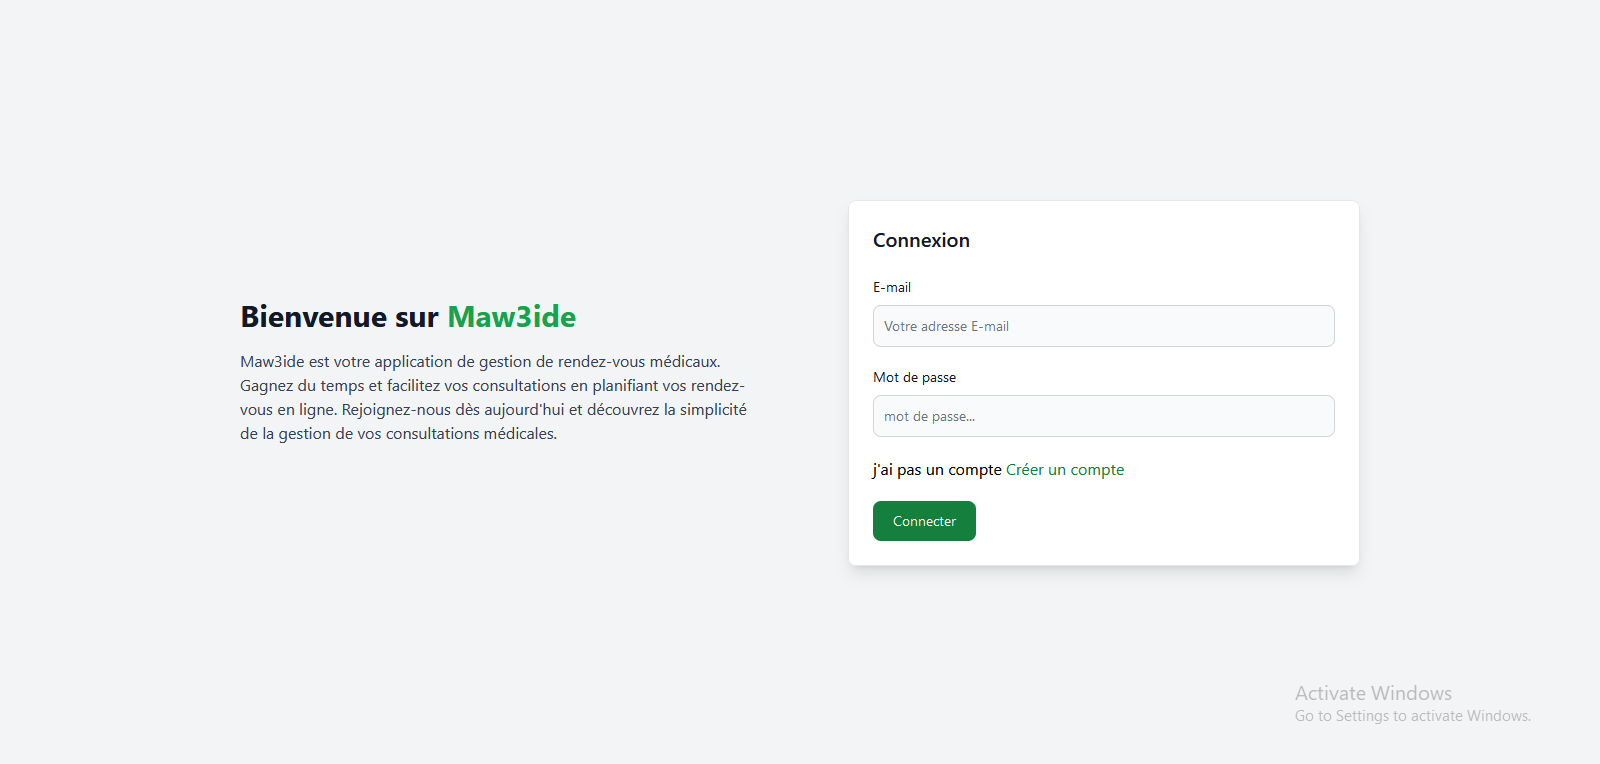 Bienvenue sur Maw3ide
Maw3ide est votre application de gestion de rendez-vous médicaux.
Gagnez du temps et facilitez vos consultations en planifiant vos rendez-
vous en ligne. Rejoignez-nous dès aujourd'hui et découvrez la simplicité
de la gestion de vos consultations médicales.
Connexion
E-mail
Votre adresse E-mail
Mot de passe
mot de passe...
j'ai pas un compte Créer un compte
Connecter
Activate Windows
Go to Settings to activate Windows.